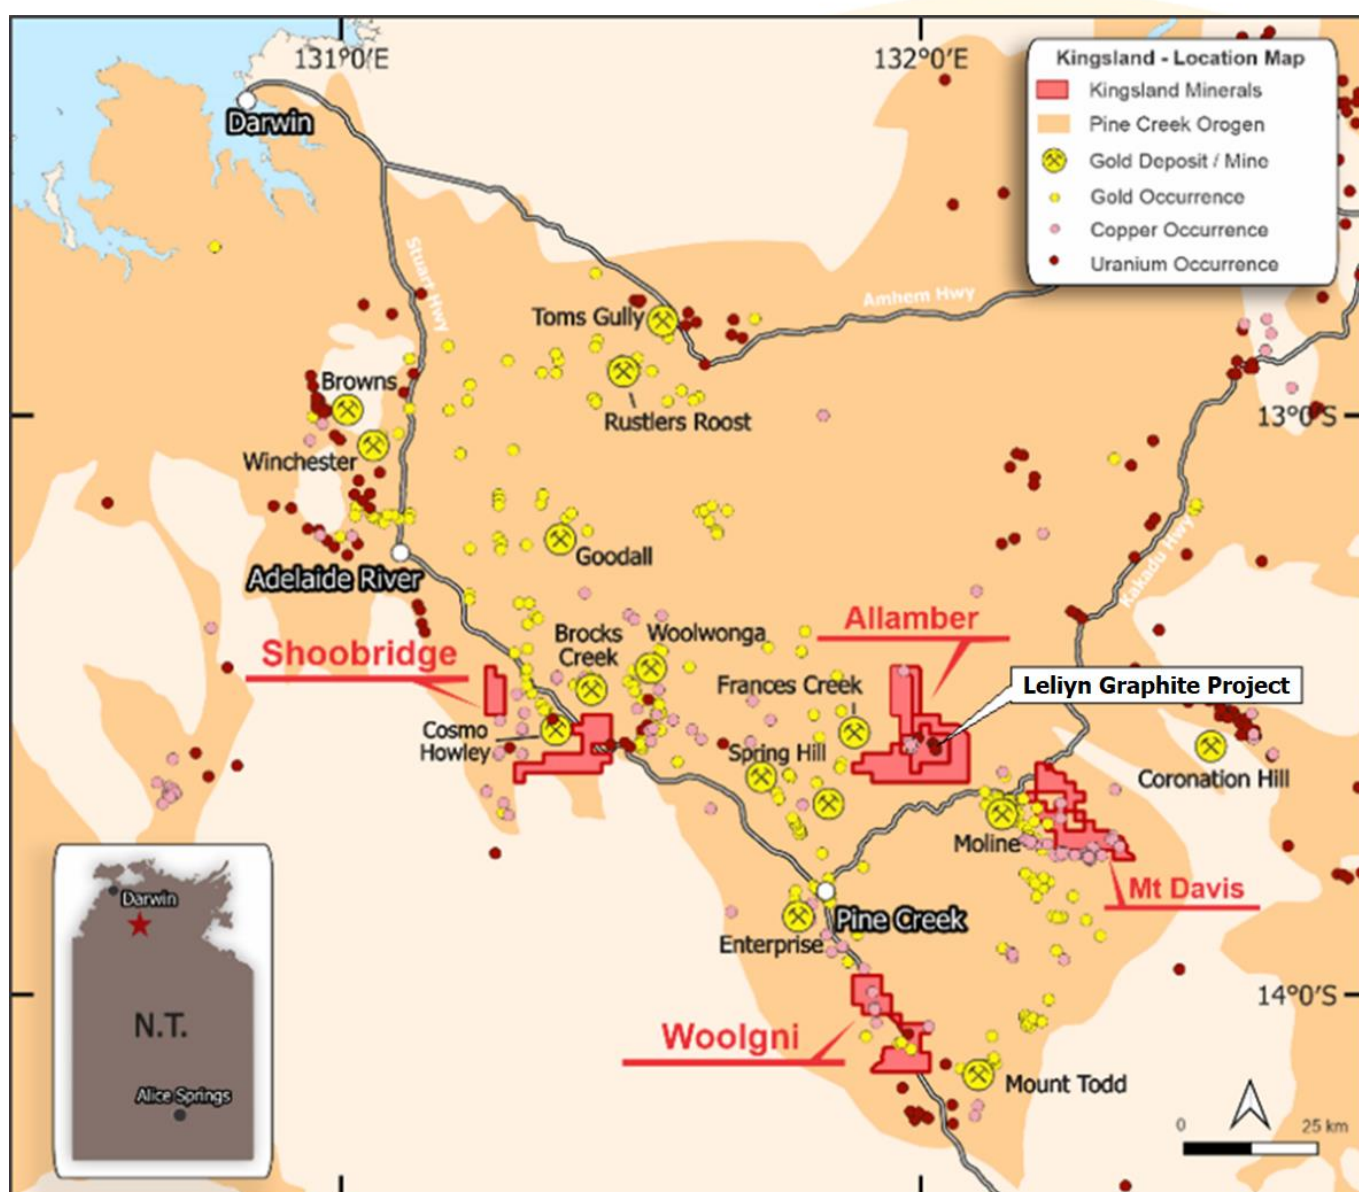 131°0'E
132°0'E
Kingsland - Location Map
Kingsland Minerals
Pine Creek Orogen
Gold Deposit / Mine
Gold Occurrence
Copper Occurrence
Uranium Occurrence
Darwin
Stuart Hwy
Arnhem Hwy
Toms Gully
Rustlers Roost
Browns
Winchester
13°0'S
Goodall
Adelaide River
Kakadu Hwy
Allamber
Shoobridge
Brocks
Creek
Woolwonga
Frances Creek
Leliyn Graphite Project
Cosmo
Howley
Spring Hill
Coronation Hill
Moline
Mt Davis
Pine Creek
Enterprise
Darwin
N.T.
Alice Springs
14°0'S
Woolgni
Mount Todd
0
25 km